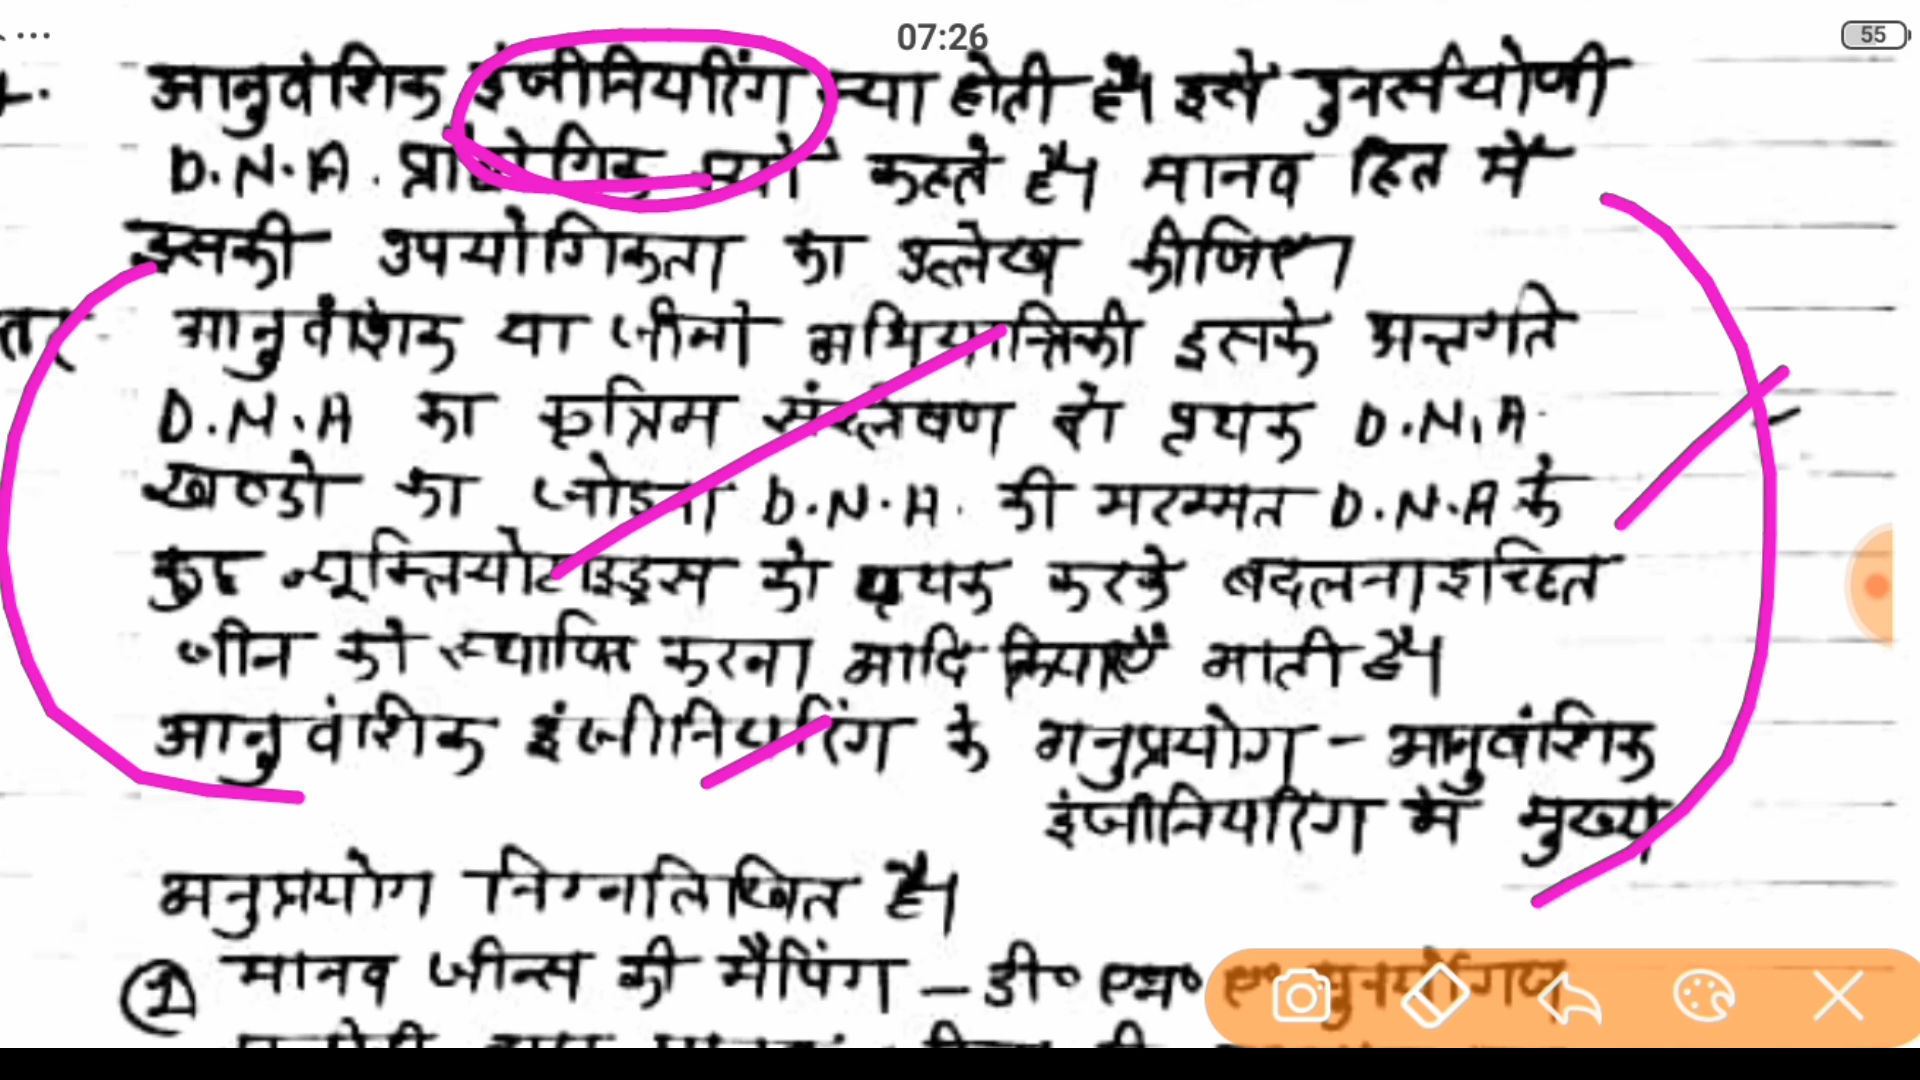 07:26
55
आनुवंशिक इंजीनियरिंग क्या होती है। इसे पुनर्संयोजी
D.N.A. प्रोद्योगिक क्यों कहते है। मानव हित में
इसकी उपयोगिकता का उल्लेख कीजिए।
आनुवंशिक या जीनी अभियान्त्रिकी इसके अन्तर्गत
D.N.A का कृत्रिम संश्लेषण दो पृथक D.N.A.
खण्डो का जोड़ना D.N.A. की मरम्मत D.N.A के
कुछ न्यूक्लियोटाइड्स को पृथक करके बदलना इच्छित
जीन को स्थापित करना आदि क्रियाएँ आती है।
आनुवंशिक इंजीनियरिंग के अनुप्रयोग - आनुवंशिक
इंजीनियरिंग में मुख्य
अनुप्रयोग निम्नलिखित है।
① मानव जीन्स की मैपिंग - डी० एन० ए०